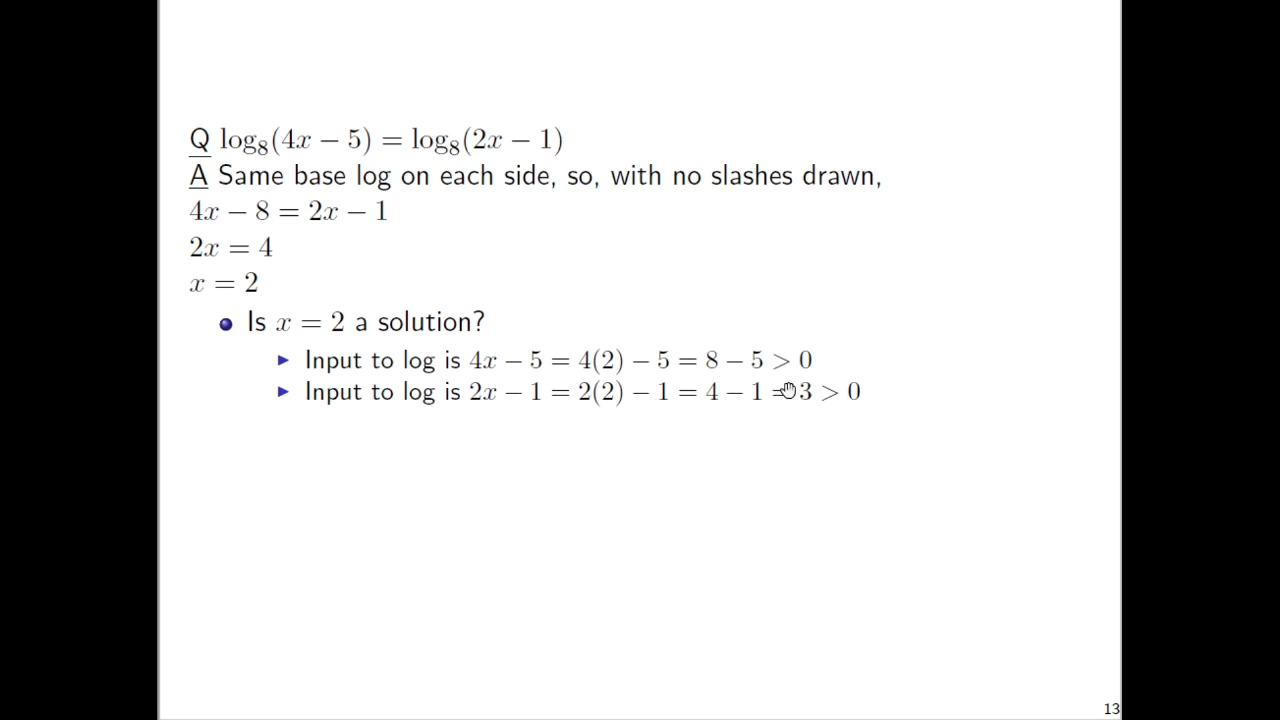 Q log₈(4x − 5) = log₈(2x − 1)
A Same base log on each side, so, with no slashes drawn,
4x − 8 = 2x − 1
2x = 4
x = 2
Is x = 2 a solution?
Input to log is 4x − 5 = 4(2) − 5 = 8 − 5 > 0
Input to log is 2x − 1 = 2(2) − 1 = 4 − 1 = 3 > 0
13